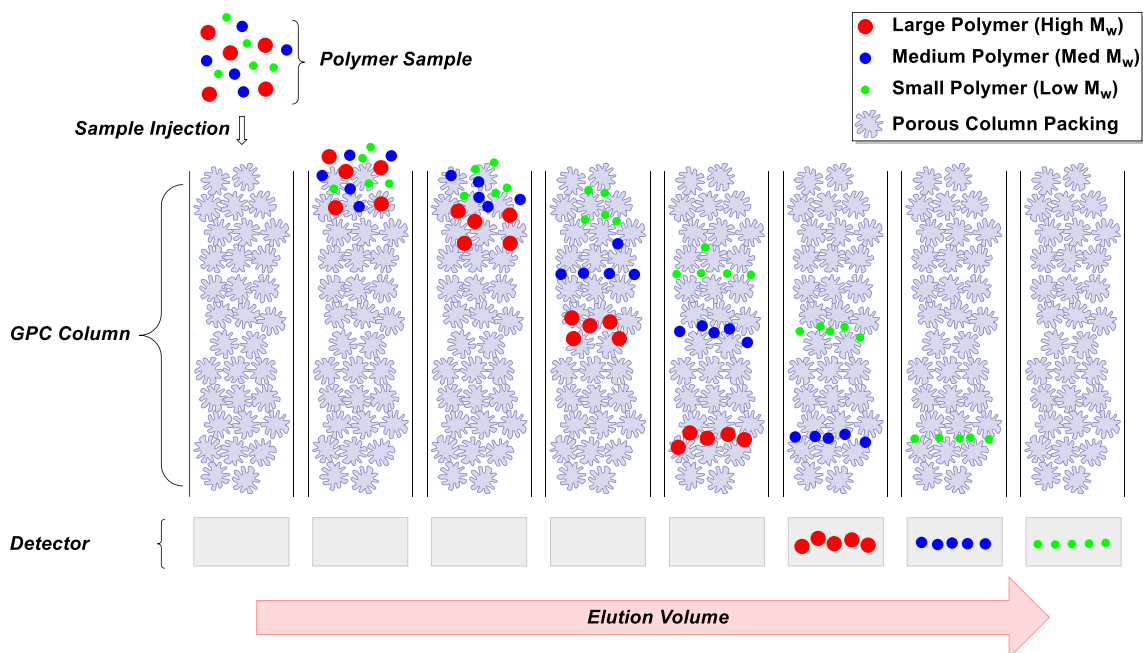 Polymer Sample
Sample Injection
Large Polymer (High Mw)
Medium Polymer (Med Mw)
Small Polymer (Low Mw)
Porous Column Packing
GPC Column
Detector
Elution Volume